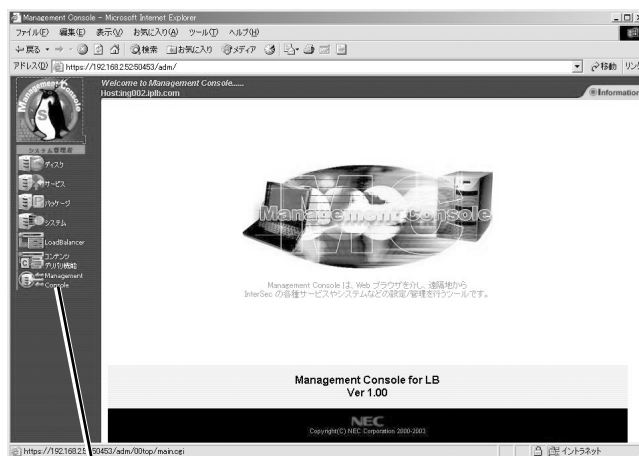 Management Console - Microsoft Internet Explorer
ファイル(F) 編集(E) 表示(V) お気に入り(A) ツール(T) ヘルプ(H)
戻る 検索 お気に入り メディア
アドレス(D) https://192.168.2.52:50453/adm/ 移動 リンク
Welcome to Management Console......
Host:ing002.iplb.com
Information
Management Console
システム管理者
ディスク
サービス
パッケージ
システム
LoadBalancer
コンテンツ
デリバリ機能
Management
Console
MC
Management Console
Management Console は、Web ブラウザを介し、遠隔地から
InterSec の各種サービスやシステムなどの設定/管理を行うツールです。
Management Console for LB
Ver 1.00
NEC
Copyright(C) NEC Corporation 2000-2003
https://192.168.2.52:50453/adm/00top/main.cgi イントラネット